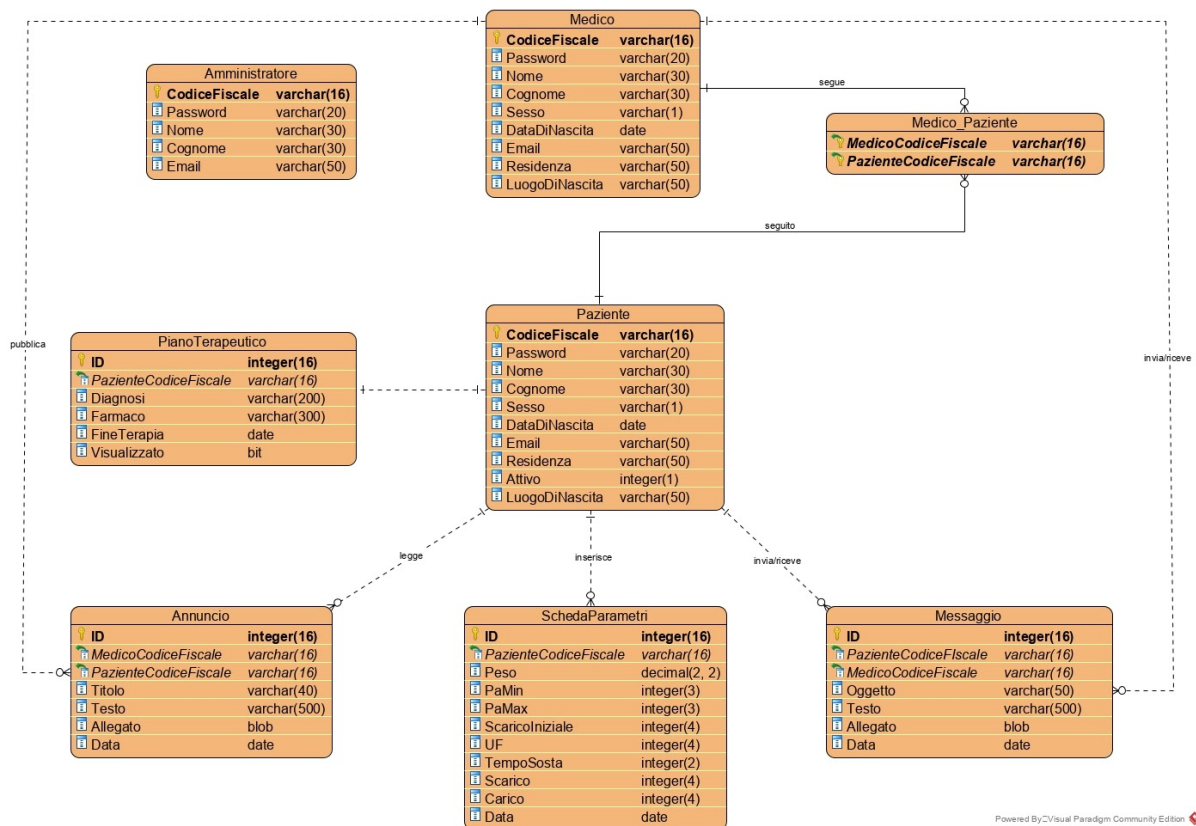 Medico
CodiceFiscale varchar(16)
Password varchar(20)
Nome varchar(30)
Cognome varchar(30)
Sesso varchar(1)
DataDiNascita date
Email varchar(50)
Residenza varchar(50)
LuogoDiNascita varchar(50)
Amministratore
CodiceFiscale varchar(16)
Password varchar(20)
Nome varchar(30)
Cognome varchar(30)
Email varchar(50)
segue
Medico_Paziente
MedicoCodiceFiscale varchar(16)
PazienteCodiceFiscale varchar(16)
seguito
pubblica
invia/riceve
PianoTerapeutico
ID integer(16)
PazienteCodiceFiscale varchar(16)
Diagnosi varchar(200)
Farmaco varchar(300)
FineTerapia date
Visualizzato bit
Paziente
CodiceFiscale varchar(16)
Password varchar(20)
Nome varchar(30)
Cognome varchar(30)
Sesso varchar(1)
DataDiNascita date
Email varchar(50)
Residenza varchar(50)
Attivo integer(1)
LuogoDiNascita varchar(50)
legge
inserisce
invia/riceve
Annuncio
ID integer(16)
MedicoCodiceFiscale varchar(16)
PazienteCodiceFiscale varchar(16)
Titolo varchar(40)
Testo varchar(500)
Allegato blob
Data date
SchedaParametri
ID integer(16)
PazienteCodiceFiscale varchar(16)
Peso decimal(2, 2)
PaMin integer(3)
PaMax integer(3)
ScaricoIniziale integer(4)
UF integer(4)
TempoSosta integer(2)
Scarico integer(4)
Carico integer(4)
Data date
Messaggio
ID integer(16)
PazienteCodiceFIscale varchar(16)
MedicoCodiceFiscale varchar(16)
Oggetto varchar(50)
Testo varchar(500)
Allegato blob
Data date
Powered By Visual Paradigm Community Edition